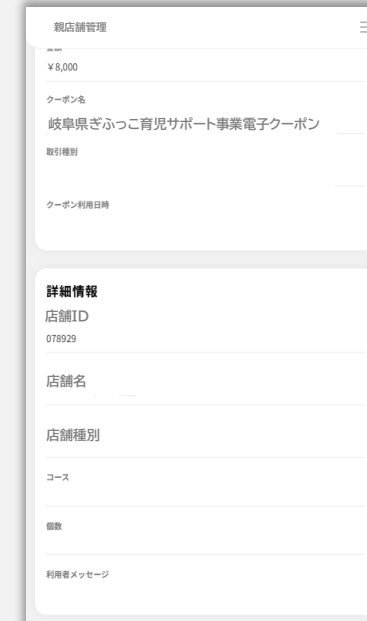 親店舗管理
金額
￥8,000
クーポン名
岐阜県ぎふっこ育児サポート事業電子クーポン
取引種別
クーポン利用日時
詳細情報
店舗ID
078929
店舗名
店舗種別
コース
個数
利用者メッセージ